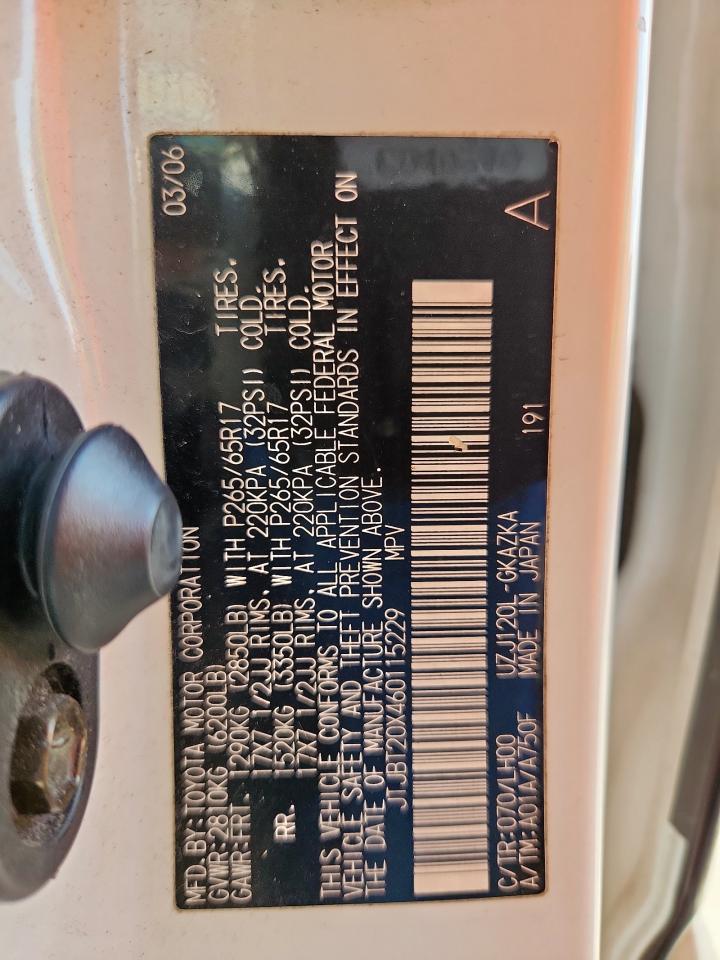 MFD. BY: TOYOTA MOTOR CORPORATION 03/06
GVWR: 2810KG (6200LB)
GAWR: FRT. 1290KG (2850LB) WITH P265/65R17 TIRES.
17X7 1/2JJ RIMS. AT 220KPA (32PSI) COLD.
RR. 1520KG (3350LB) WITH P265/65R17 TIRES.
17X7 1/2JJ RIMS. AT 220KPA (32PSI) COLD.
THIS VEHICLE CONFORMS TO ALL APPLICABLE FEDERAL MOTOR
VEHICLE SAFETY AND THEFT PREVENTION STANDARDS IN EFFECT ON
THE DATE OF MANUFACTURE SHOWN ABOVE.
JTJBT20X460115229 MPV
C/TR: 070/LH00 UZJ120L-GKAZKA A
A/TM: A01A/A750F MADE IN JAPAN 191